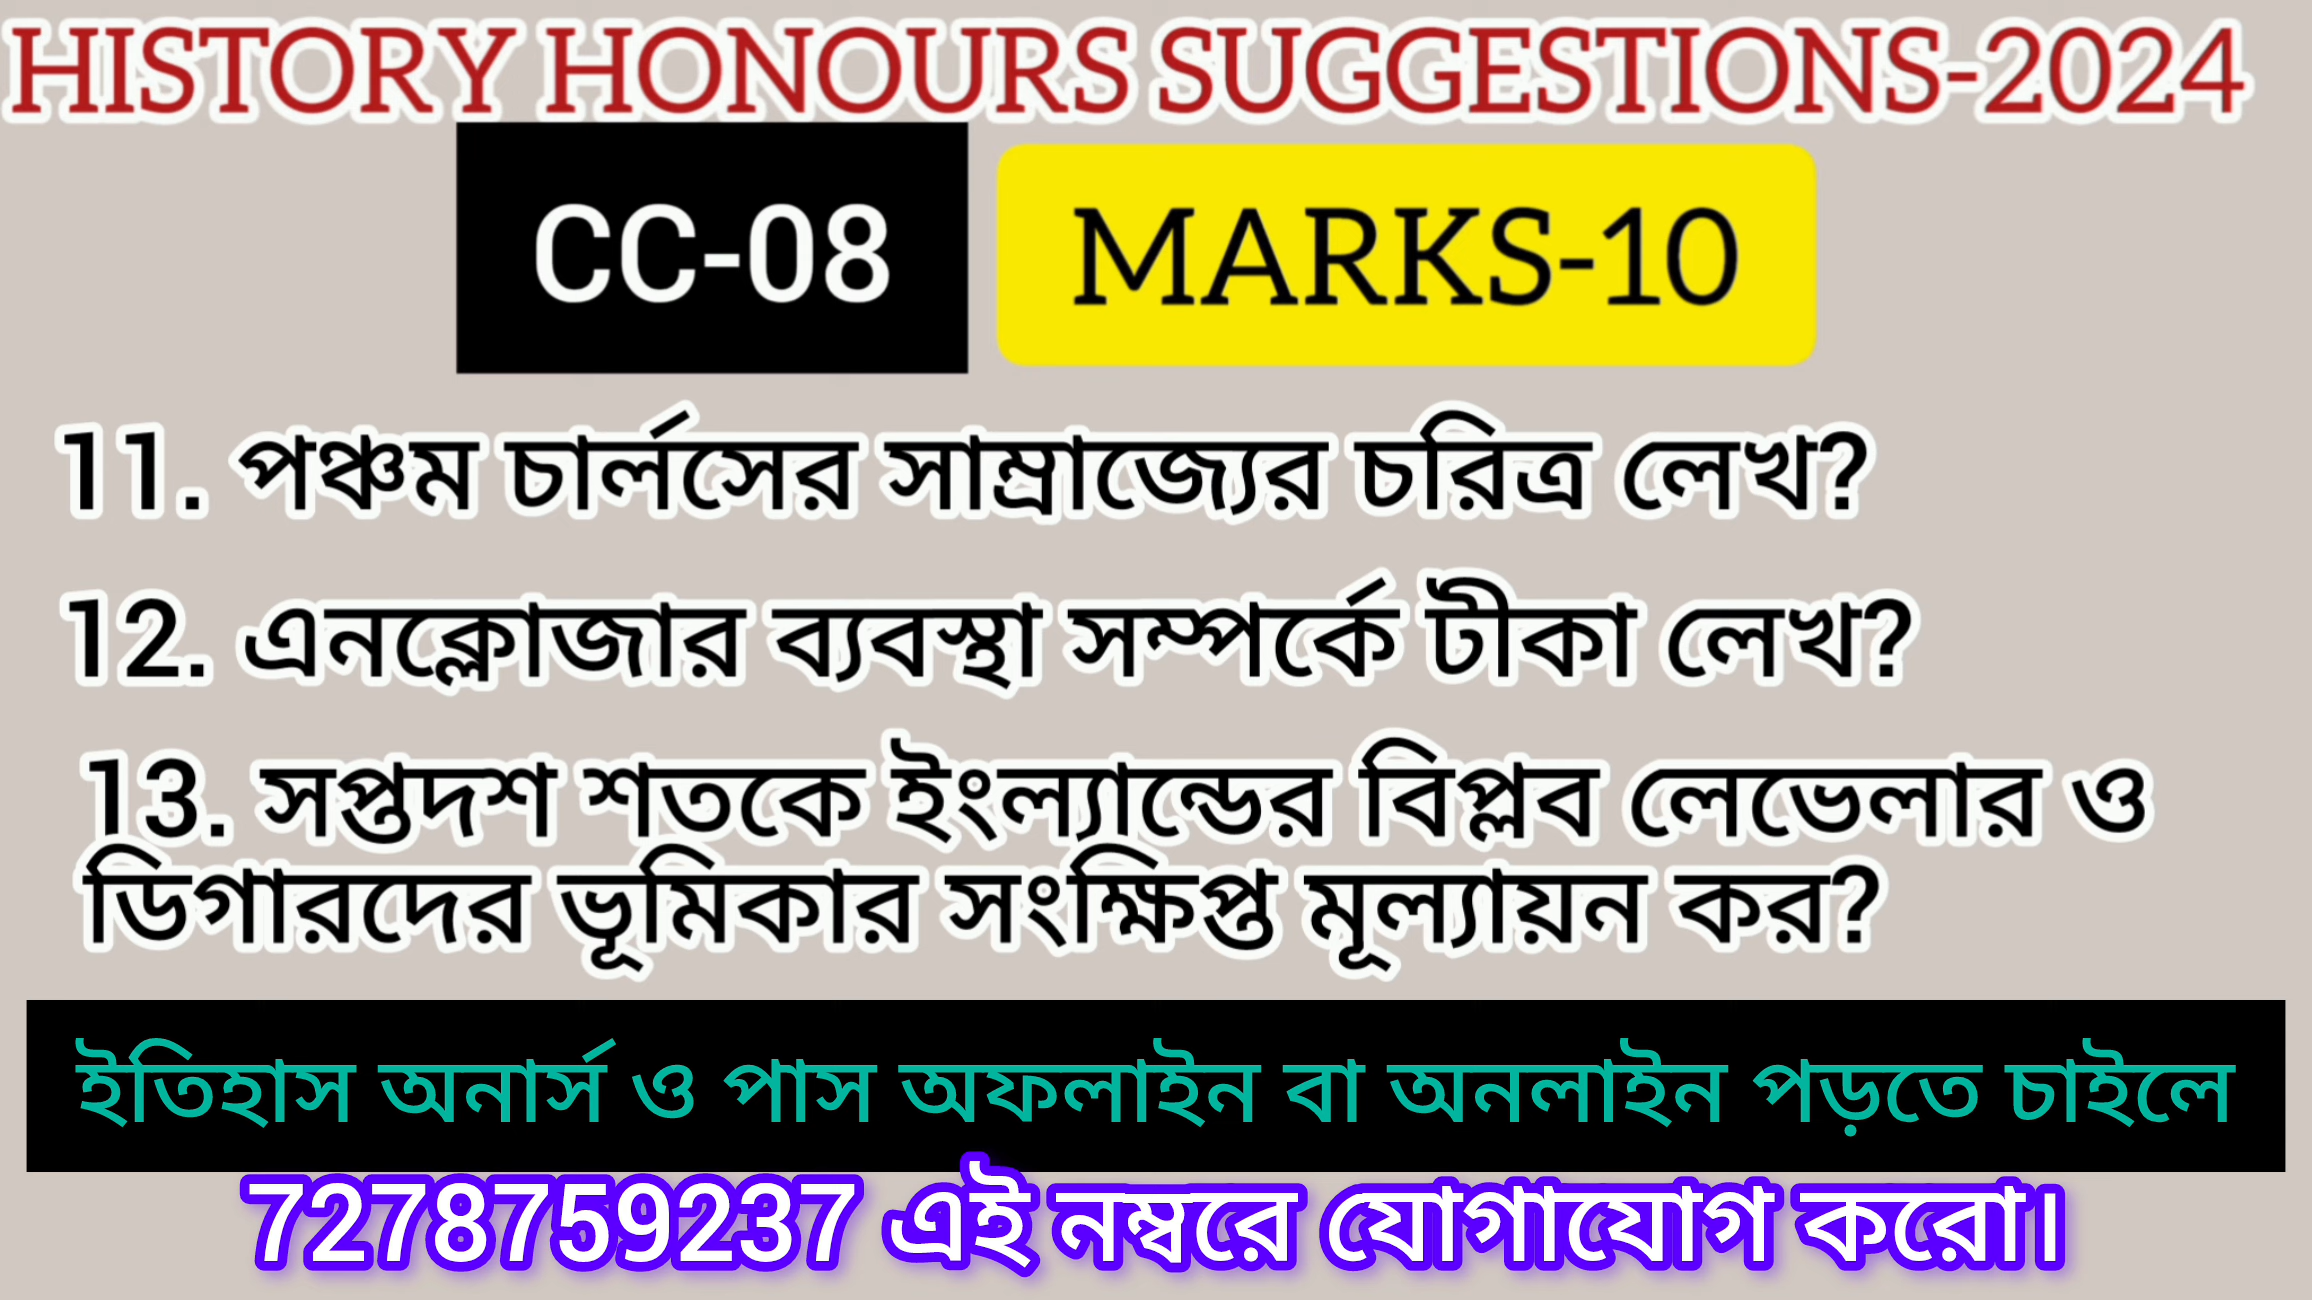 HISTORY HONOURS SUGGESTIONS-2024
CC-08
MARKS-10
11. পঞ্চম চার্লসের সাম্রাজ্যের চরিত্র লেখ?
12. এনক্লোজার ব্যবস্থা সম্পর্কে টীকা লেখ?
13. সপ্তদশ শতকে ইংল্যান্ডের বিপ্লব লেভেলার ও
ডিগারদের ভূমিকার সংক্ষিপ্ত মূল্যায়ন কর?
ইতিহাস অনার্স ও পাস অফলাইন বা অনলাইন পড়তে চাইলে
7278759237 এই নম্বরে যোগাযোগ করো।